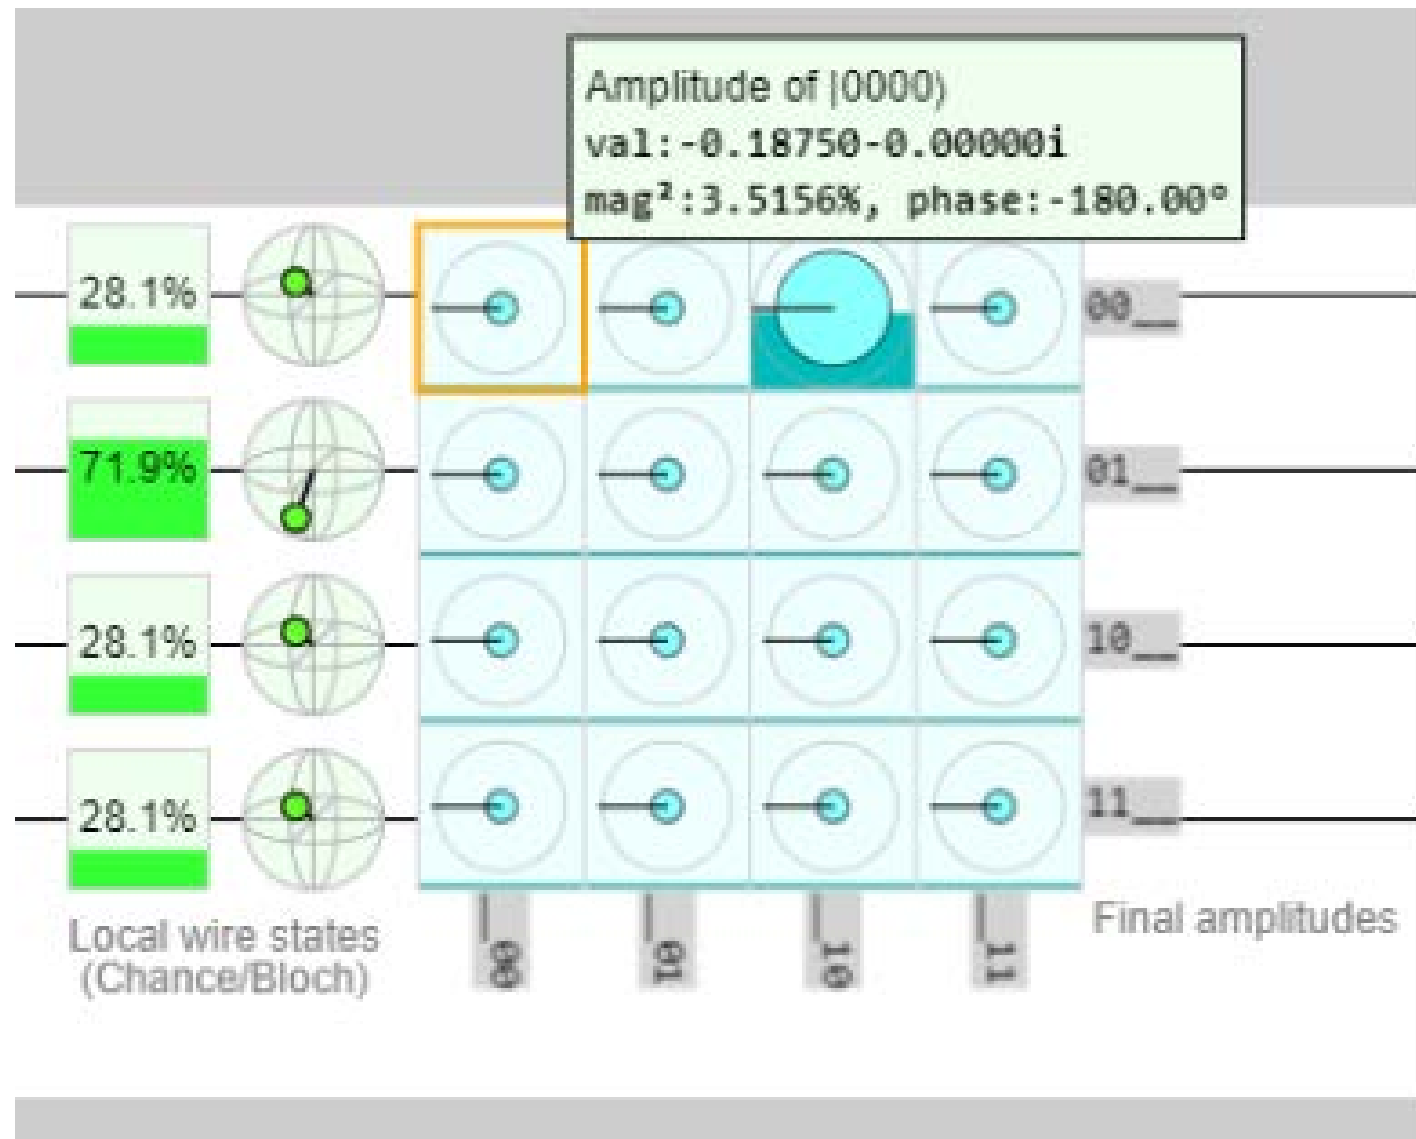 Amplitude of |0000⟩
val:-0.18750-0.00000i
mag²:3.5156%, phase:-180.00°
28.1%
00__
71.9%
01__
28.1%
10__
28.1%
11__
__00
__01
__10
__11
Local wire states
(Chance/Bloch)
Final amplitudes